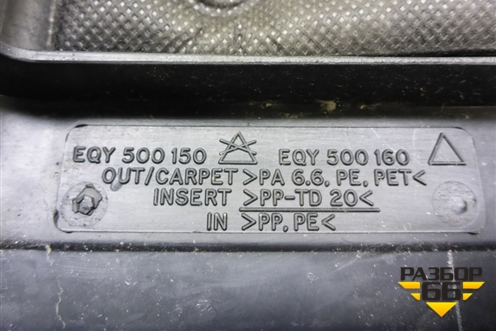 EQY 500 150 EQY 500 160
OUT/CARPET >PA 6.6, PE, PET<
INSERT >PP-TD 20<
IN >PP, PE<
РАЗБОР
66